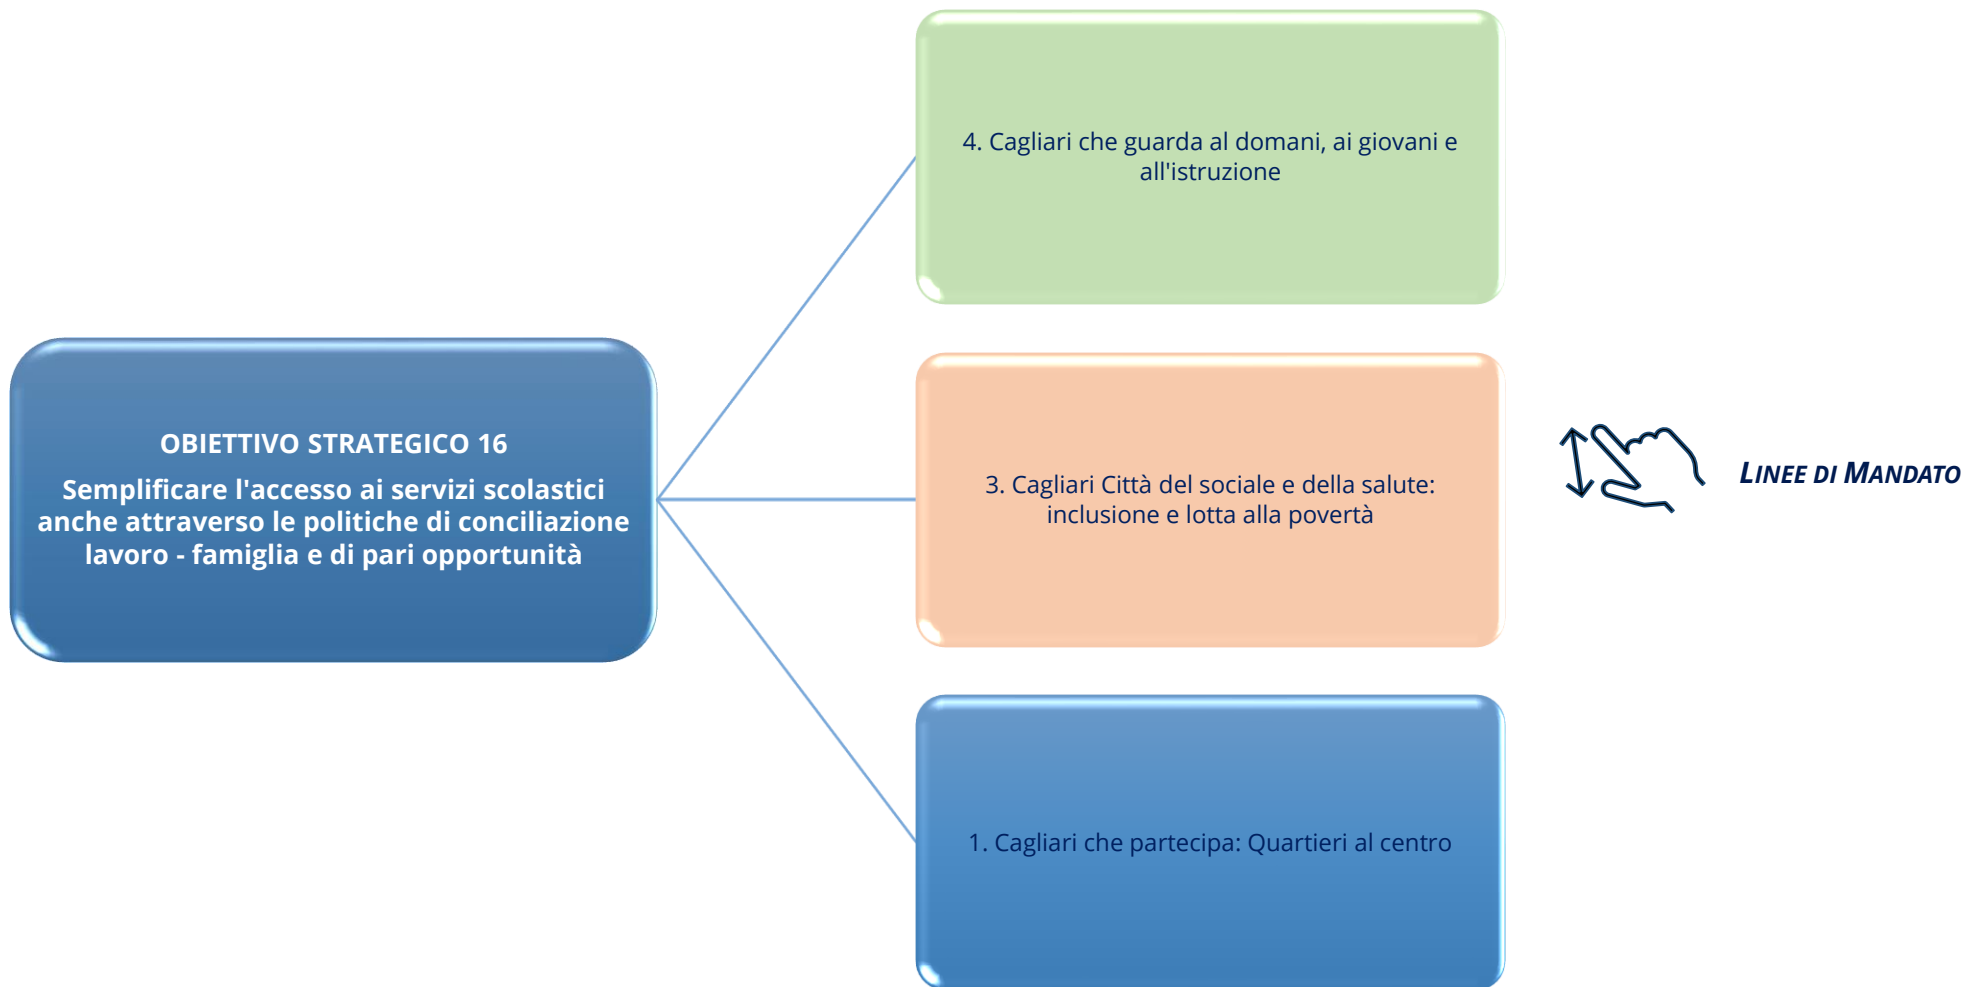 OBIETTIVO STRATEGICO 16
Semplificare l'accesso ai servizi scolastici
anche attraverso le politiche di conciliazione
lavoro - famiglia e di pari opportunità
4. Cagliari che guarda al domani, ai giovani e
all'istruzione
3. Cagliari Città del sociale e della salute:
inclusione e lotta alla povertà
1. Cagliari che partecipa: Quartieri al centro
LINEE DI MANDATO